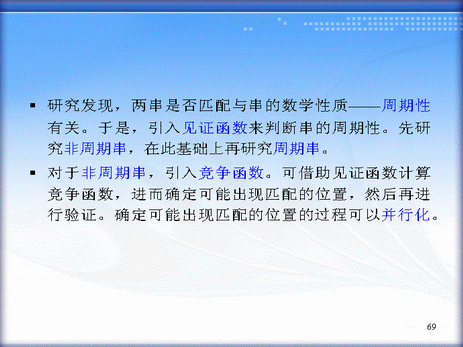 ▪ 研究发现，两串是否匹配与串的数学性质——周期性
有关。于是，引入见证函数来判断串的周期性。先研
究非周期串，在此基础上再研究周期串。
▪ 对于非周期串，引入竞争函数。可借助见证函数计算
竞争函数，进而确定可能出现匹配的位置，然后再进
行验证。确定可能出现匹配的位置的过程可以并行化。
69